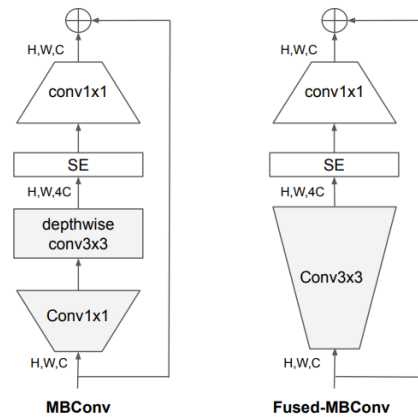 H,W,C
conv1x1
SE
H,W,4C
depthwise
conv3x3
Conv1x1
H,W,C
MBConv
H,W,C
conv1x1
SE
H,W,4C
Conv3x3
H,W,C
Fused-MBConv